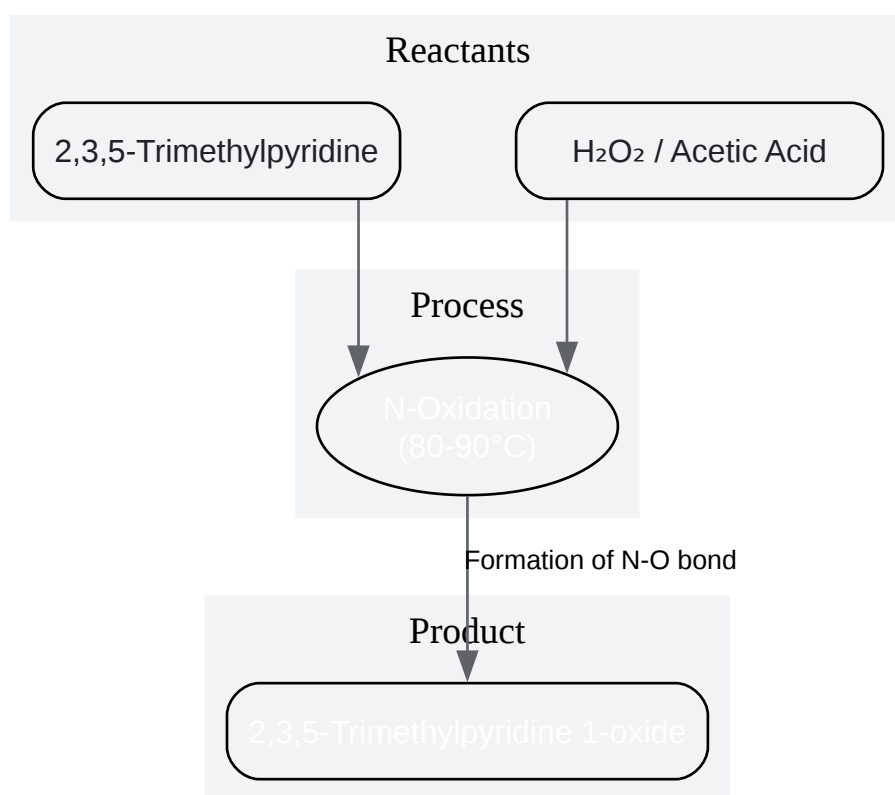 Reactants
2,3,5-Trimethylpyridine
H₂O₂ / Acetic Acid
Process
N-Oxidation
(80-90°C)
Formation of N-O bond
Product
2,3,5-Trimethylpyridine 1-oxide